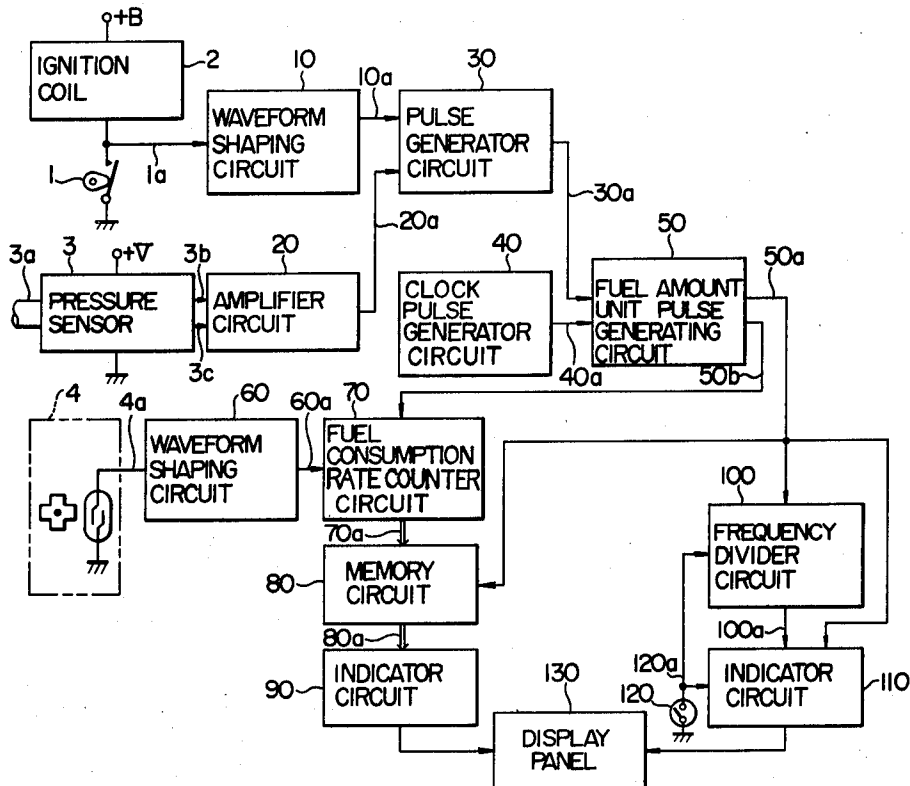 +B
IGNITION
COIL
2
10
10a
30
WAVEFORM
SHAPING
CIRCUIT
PULSE
GENERATOR
CIRCUIT
1
1a
30a
20a
3a
3
+V
3b
20
40
50
50a
PRESSURE
SENSOR
AMPLIFIER
CIRCUIT
CLOCK
PULSE
GENERATOR
CIRCUIT
FUEL AMOUNT
UNIT PULSE
GENERATING
CIRCUIT
3c
40a
50b
4
4a
60
60a
70
WAVEFORM
SHAPING
CIRCUIT
FUEL
CONSUMPTION
RATE COUNTER
CIRCUIT
100
70a
FREQUENCY
DIVIDER
CIRCUIT
80
MEMORY
CIRCUIT
80a
100a
120a
90
INDICATOR
CIRCUIT
130
120
INDICATOR
CIRCUIT
110
DISPLAY
PANEL